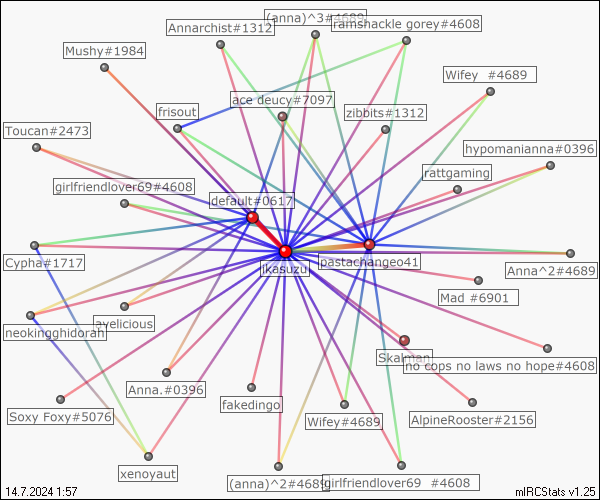 (anna)^3#4689
ramshackle gorey#4608
Annarchist#1312
Mushy#1984
Wifey  #4689
ace deucy#7097
frisout
zibbits#1312
Toucan#2473
hypomanianna#0396
rattgaming
girlfriendlover69#4608
default#0617
Cypha#1717
jkasuzu
pastachangeo41
Anna^2#4689
Mad #6901
avelicious
neokingghidorah
Skalman
no cops no laws no hope#4608
Anna.#0396
fakedingo
Soxy Foxy#5076
Wifey#4689
AlpineRooster#2156
xenoyaut
(anna)^2#4689
girlfriendlover69  #4608
14.7.2024 1:57
mIRCStats v1.25